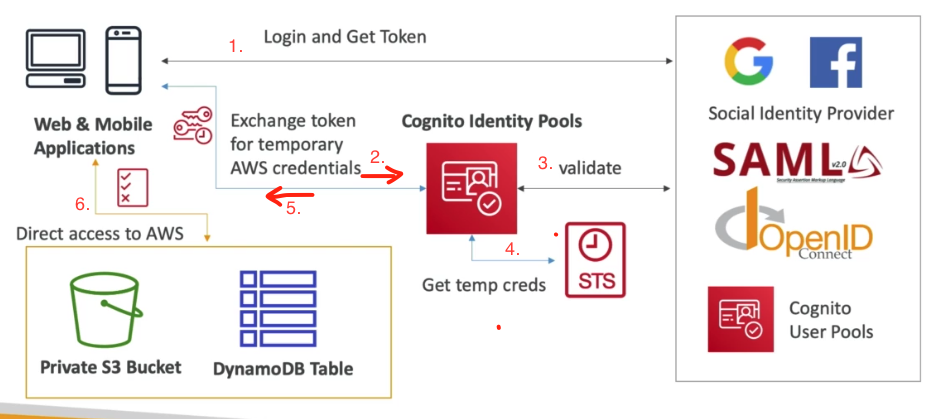 1. Login and Get Token
Social Identity Provider
Web & Mobile
Applications
Exchange token
for temporary
AWS credentials
2.
5.
Cognito Identity Pools
3. validate
SAML v2.0
Security Assertion Markup Language
OpenID
Connect
6.
Direct access to AWS
4.
Get temp creds
STS
Cognito
User Pools
Private S3 Bucket
DynamoDB Table